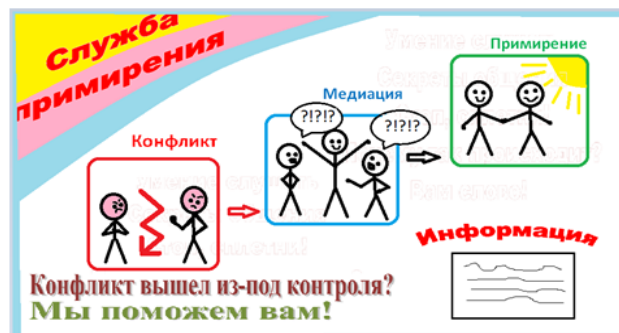 Служба
примирения
Примирение
Медиация
?!?!?
?!?!?
Конфликт
Информация
Конфликт вышел из-под контроля?
Мы поможем вам!